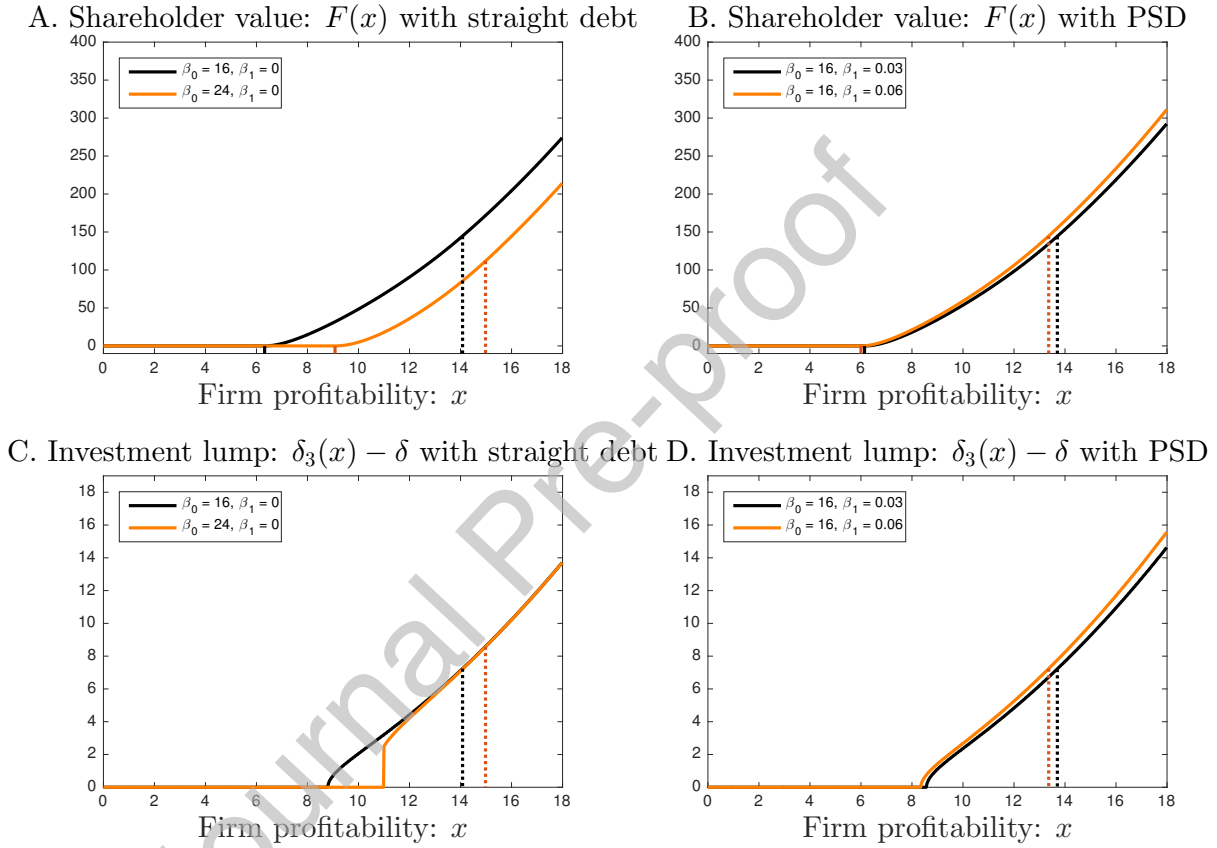 A. Shareholder value: F(x) with straight debt
400
350
300
250
200
150
100
50
0
β₀ = 16, β₁ = 0
β₀ = 24, β₁ = 0
0 2 4 6 8 10 12 14 16 18
Firm profitability: x
B. Shareholder value: F(x) with PSD
400
350
300
250
200
150
100
50
0
β₀ = 16, β₁ = 0.03
β₀ = 16, β₁ = 0.06
0 2 4 6 8 10 12 14 16 18
Firm profitability: x
C. Investment lump: δ₃(x) − δ with straight debt
18
16
14
12
10
8
6
4
2
0
β₀ = 16, β₁ = 0
β₀ = 24, β₁ = 0
0 2 4 6 8 10 12 14 16 18
Firm profitability: x
D. Investment lump: δ₃(x) − δ with PSD
18
16
14
12
10
8
6
4
2
0
β₀ = 16, β₁ = 0.03
β₀ = 16, β₁ = 0.06
0 2 4 6 8 10 12 14 16 18
Firm profitability: x
Journal Pre-proof